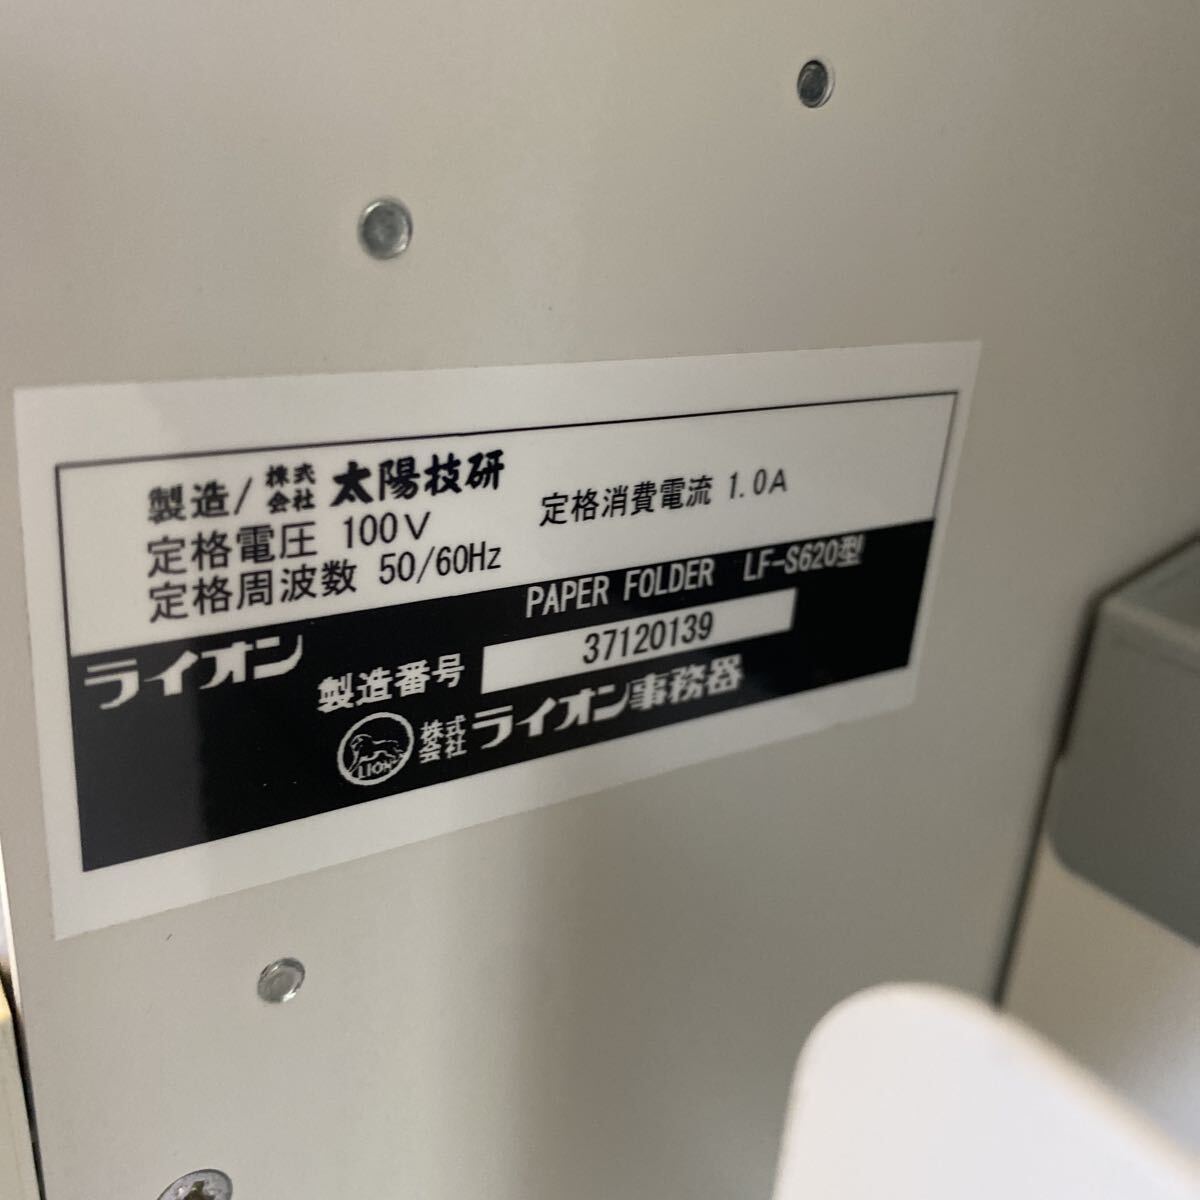 製造/株式会社 太陽技研
定格電圧 100V 定格消費電流 1.0A
定格周波数 50/60Hz
ライオン PAPER FOLDER LF-S620型
製造番号 37120139
LION 株式会社 ライオン事務器